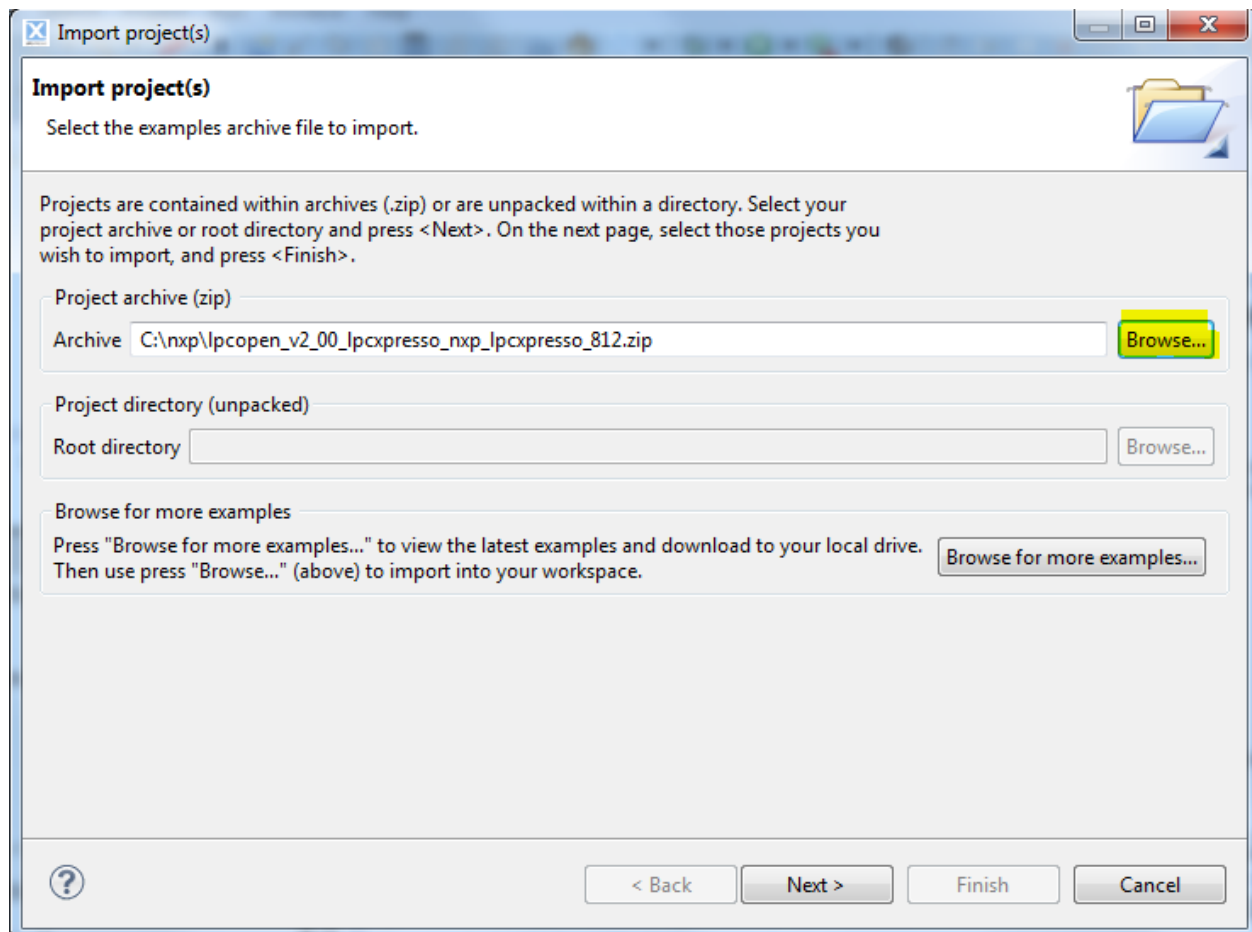 Import project(s)
Import project(s)
Select the examples archive file to import.
Projects are contained within archives (.zip) or are unpacked within a directory. Select your
project archive or root directory and press <Next>. On the next page, select those projects you
wish to import, and press <Finish>.
Project archive (zip)
Archive C:\nxp\lpcopen_v2_00_lpcxpresso_nxp_lpcxpresso_812.zip Browse...
Project directory (unpacked)
Root directory Browse...
Browse for more examples
Press "Browse for more examples..." to view the latest examples and download to your local drive.
Then use press "Browse..." (above) to import into your workspace.
Browse for more examples...
? < Back Next > Finish Cancel